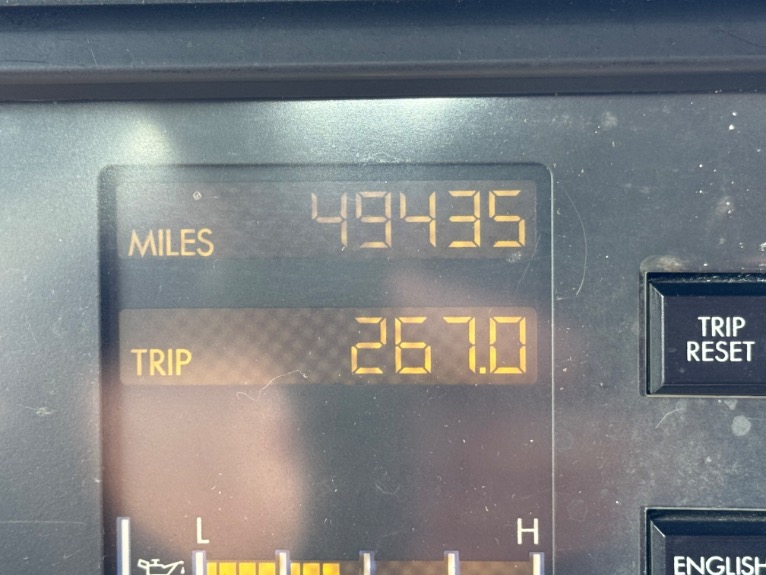 MILES 49435
TRIP 267.0
TRIP
RESET
L H
ENGLISH